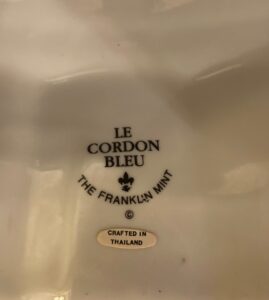 LE
CORDON
BLEU
THE FRANKLIN MINT
©
CRAFTED IN
THAILAND